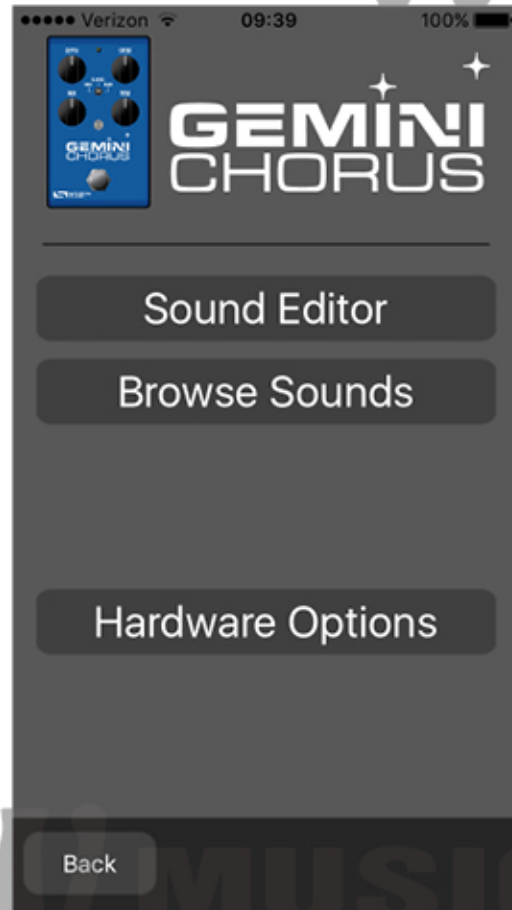 Verizon 09:39 100%
GEMINI
CHORUS
GEMINI
CHORUS
Sound Editor
Browse Sounds
Hardware Options
Back
MUSIC